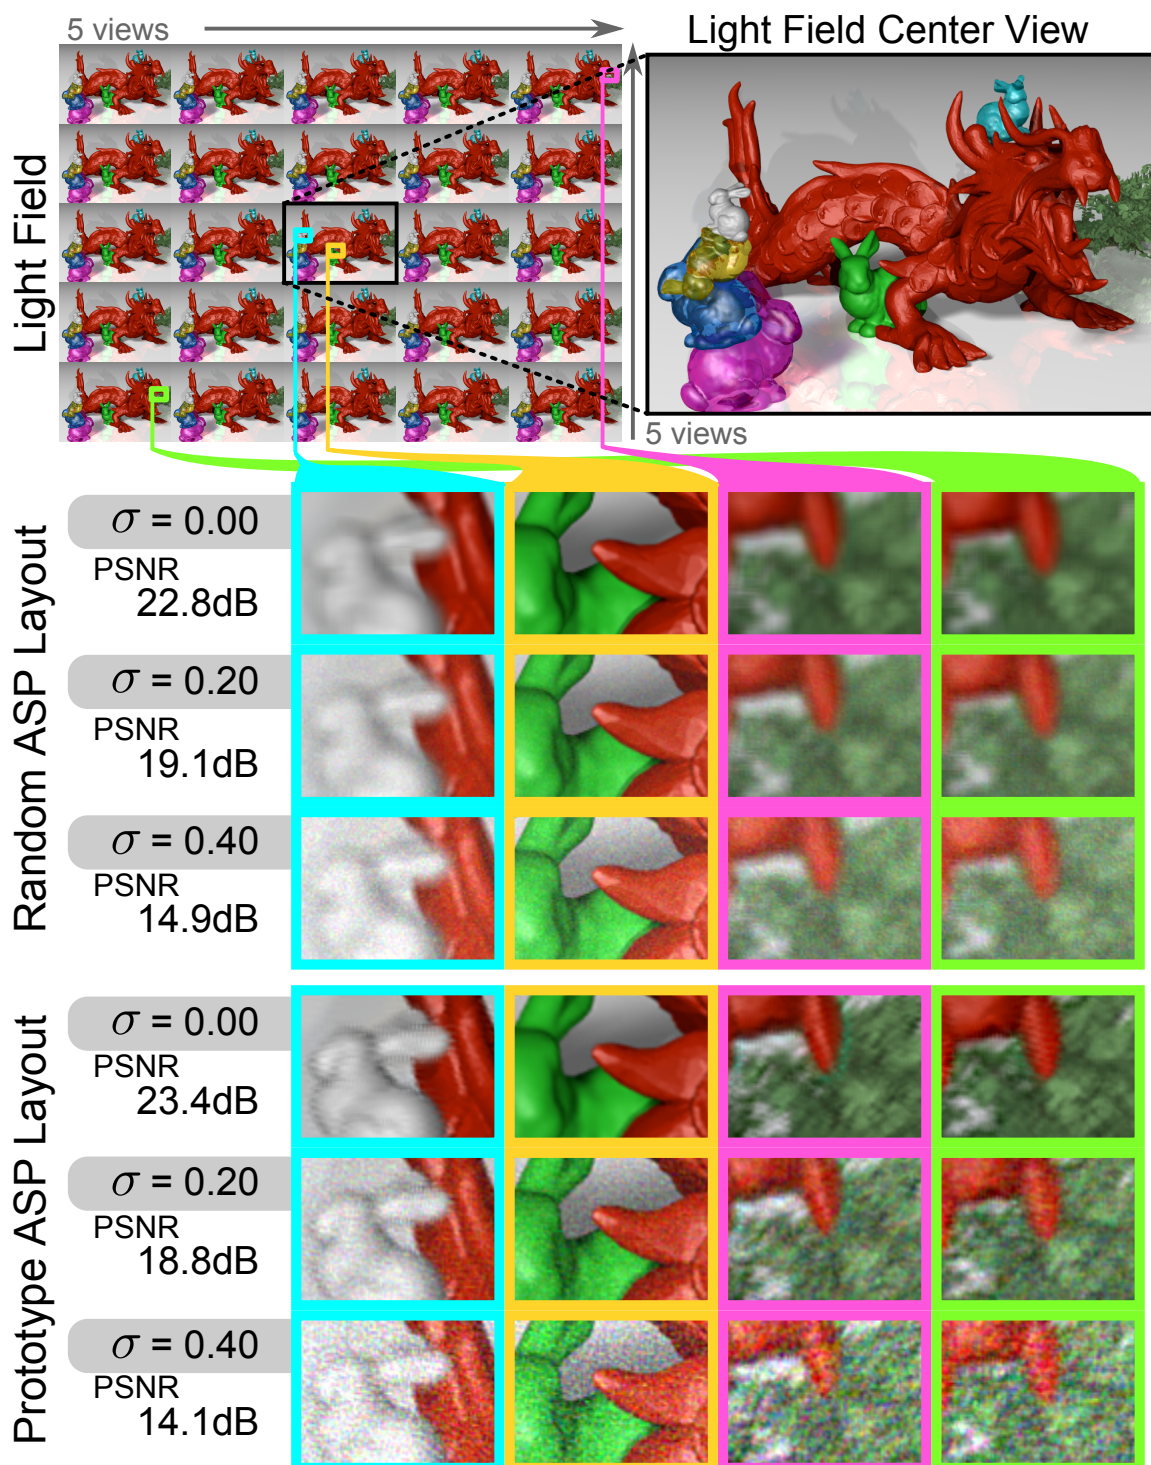 5 views
Light Field Center View
Light Field
5 views
Random ASP Layout
σ = 0.00
PSNR
22.8dB
σ = 0.20
PSNR
19.1dB
σ = 0.40
PSNR
14.9dB
Prototype ASP Layout
σ = 0.00
PSNR
23.4dB
σ = 0.20
PSNR
18.8dB
σ = 0.40
PSNR
14.1dB